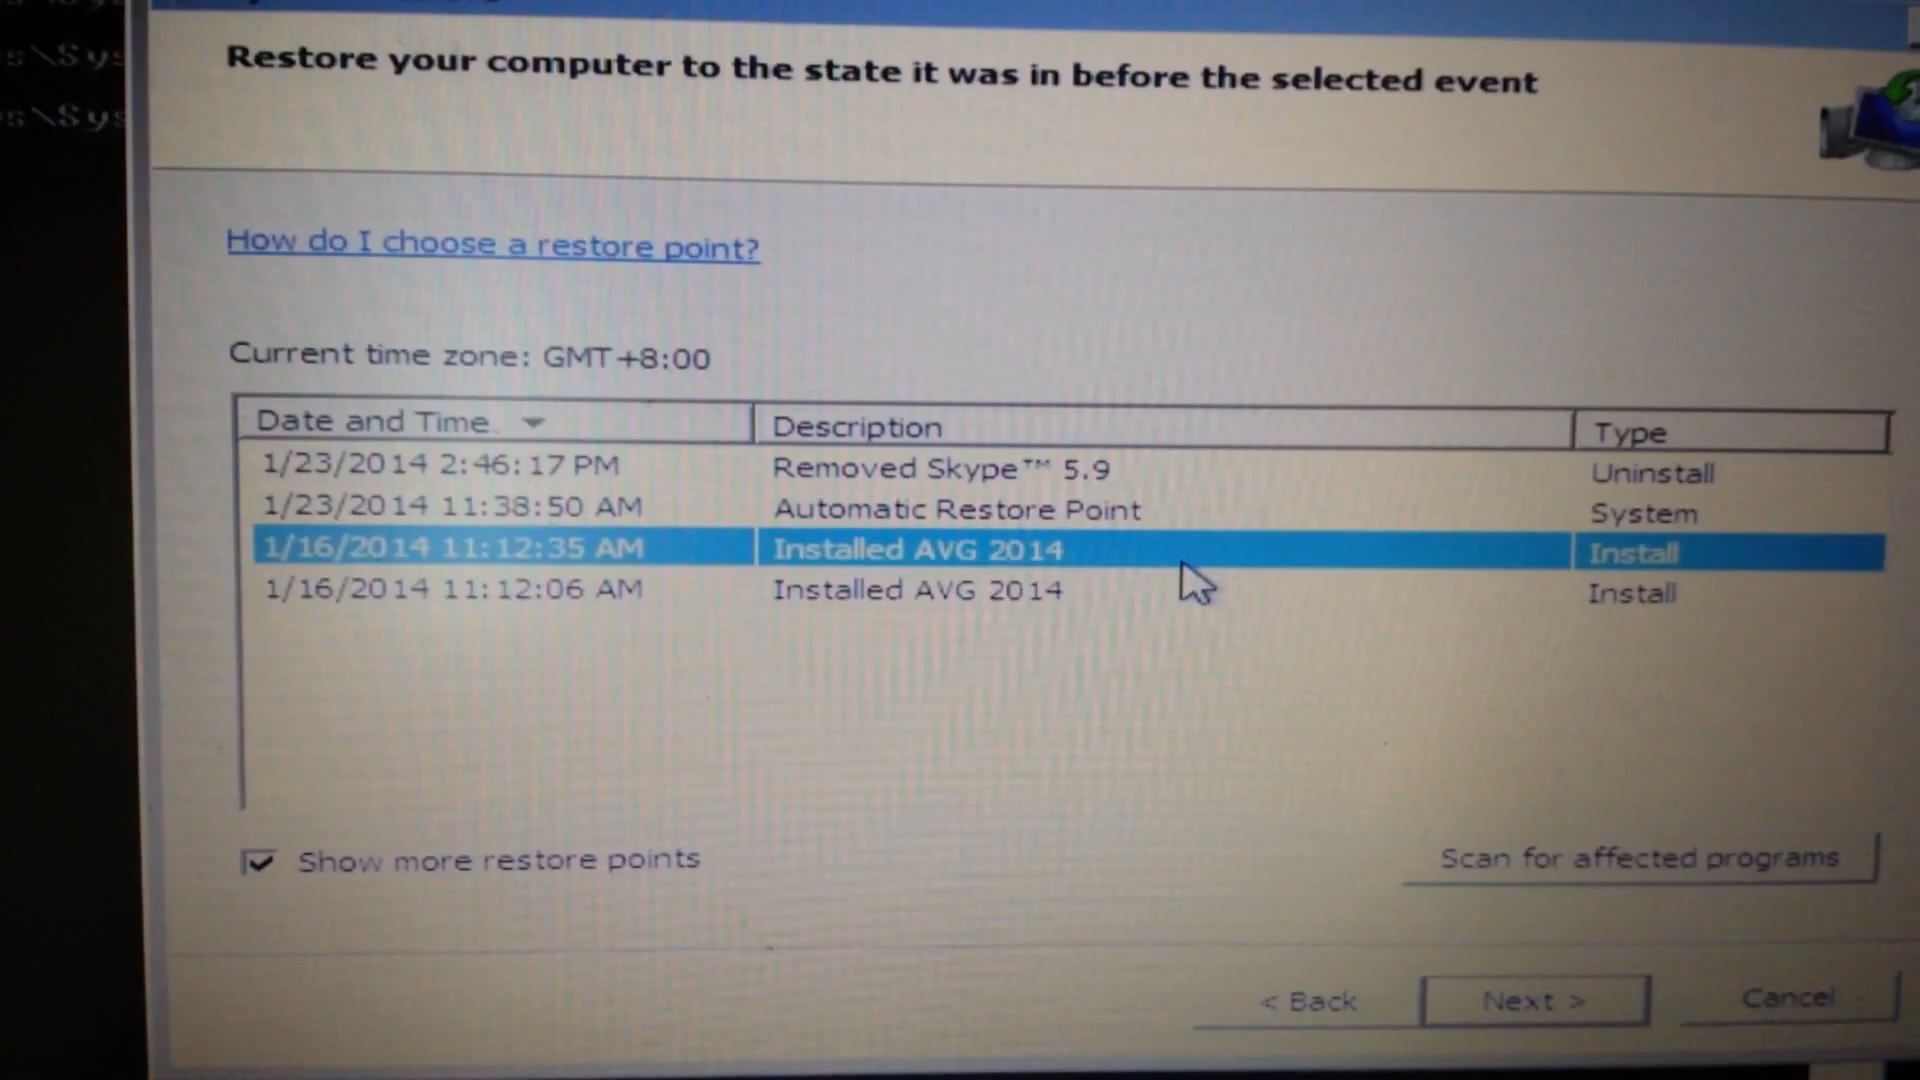 s\Sys
s\Sys
Restore your computer to the state it was in before the selected event
How do I choose a restore point?
Current time zone: GMT+8:00
Date and Time Description Type
1/23/2014 2:46:17 PM Removed Skype™ 5.9 Uninstall
1/23/2014 11:38:50 AM Automatic Restore Point System
1/16/2014 11:12:35 AM Installed AVG 2014 Install
1/16/2014 11:12:06 AM Installed AVG 2014 Install
Show more restore points Scan for affected programs
< Back Next > Cancel